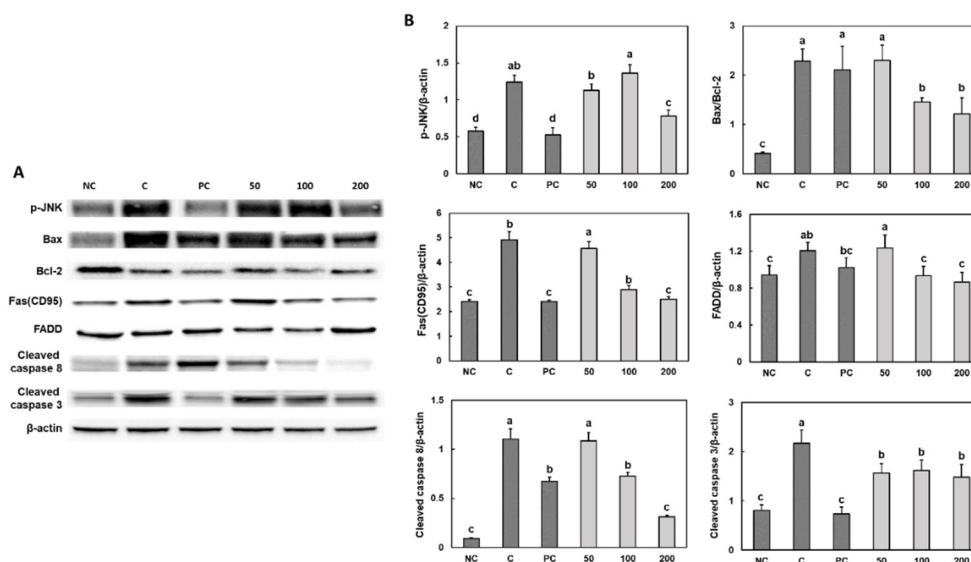 A
NC C PC 50 100 200
p-JNK
Bax
Bcl-2
Fas(CD95)
FADD
Cleaved
caspase 8
Cleaved
caspase 3
β-actin
B
p-JNK/β-actin
2
1.5
1
0.5
0
d ab d b a c
NC C PC 50 100 200
Bax/Bcl-2
3
2
1
0
c a a a b b
NC C PC 50 100 200
Fas(CD95)/β-actin
6
5
4
3
2
1
0
c b c a b c
NC C PC 50 100 200
FADD/β-actin
1.6
1.2
0.8
0.4
0
c ab bc a c c
NC C PC 50 100 200
Cleaved caspase 8/β-actin
1.5
1
0.5
0
c a b a b c
NC C PC 50 100 200
Cleaved caspase 3/β-actin
3
2
1
0
c a c b b b
NC C PC 50 100 200